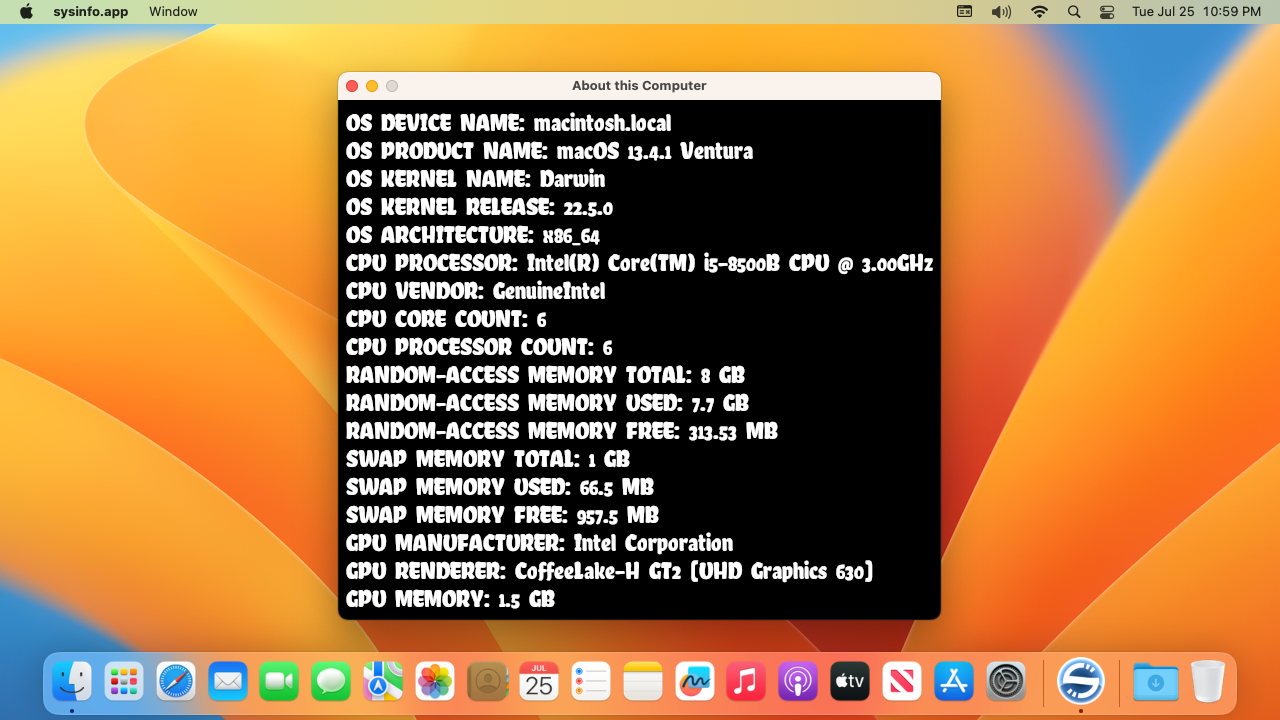 sysinfo.app Window Tue Jul 25 10:59 PM
About this Computer
OS DEVICE NAME: macintosh.local
OS PRODUCT NAME: macOS 13.4.1 Ventura
OS KERNEL NAME: Darwin
OS KERNEL RELEASE: 22.5.0
OS ARCHITECTURE: x86_64
CPU PROCESSOR: Intel(R) Core(TM) i5-8500B CPU @ 3.00GHz
CPU VENDOR: GenuineIntel
CPU CORE COUNT: 6
CPU PROCESSOR COUNT: 6
RANDOM-ACCESS MEMORY TOTAL: 8 GB
RANDOM-ACCESS MEMORY USED: 7.7 GB
RANDOM-ACCESS MEMORY FREE: 313.53 MB
SWAP MEMORY TOTAL: 1 GB
SWAP MEMORY USED: 66.5 MB
SWAP MEMORY FREE: 957.5 MB
GPU MANUFACTURER: Intel Corporation
GPU RENDERER: CoffeeLake-H GT2 [UHD Graphics 630]
GPU MEMORY: 1.5 GB
JUL
25
tv